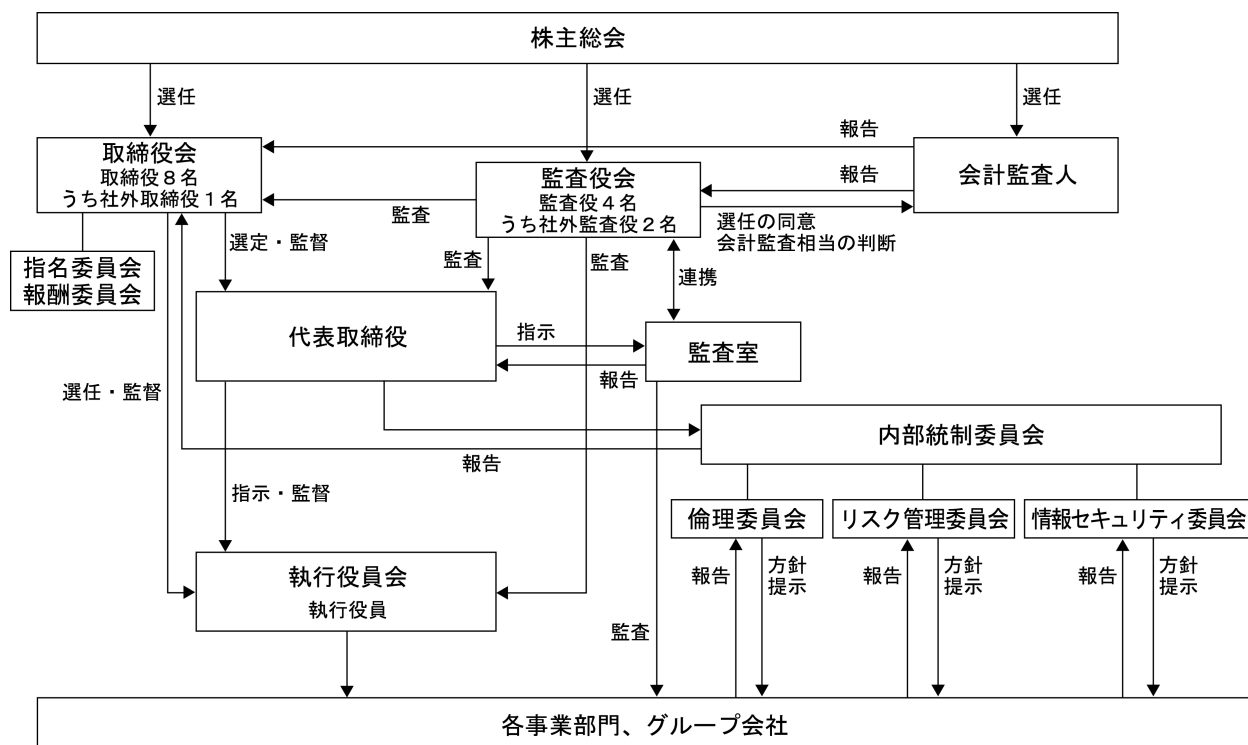 株主総会
選任
選任
選任
報告
取締役会
取締役８名
うち社外取締役１名
監査役会
監査役４名
うち社外監査役２名
会計監査人
報告
監査
選任の同意
会計監査相当の判断
選定・監督
監査
監査
連携
指名委員会
報酬委員会
代表取締役
指示
監査室
報告
選任・監督
内部統制委員会
報告
指示・監督
倫理委員会
リスク管理委員会
情報セキュリティ委員会
報告
方針
提示
報告
方針
提示
報告
方針
提示
執行役員会
執行役員
監査
各事業部門、グループ会社